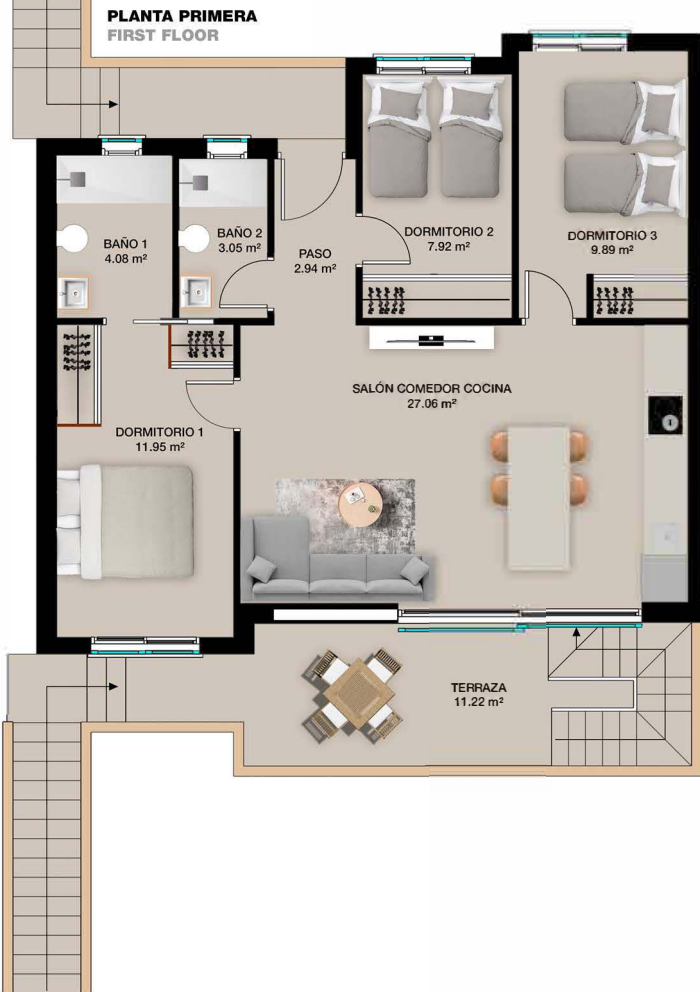 PLANTA PRIMERA
FIRST FLOOR
BAÑO 1
4.08 m²
BAÑO 2
3.05 m²
PASO
2.94 m²
DORMITORIO 2
7.92 m²
DORMITORIO 3
9.89 m²
SALÓN COMEDOR COCINA
27.06 m²
DORMITORIO 1
11.95 m²
TERRAZA
11.22 m²